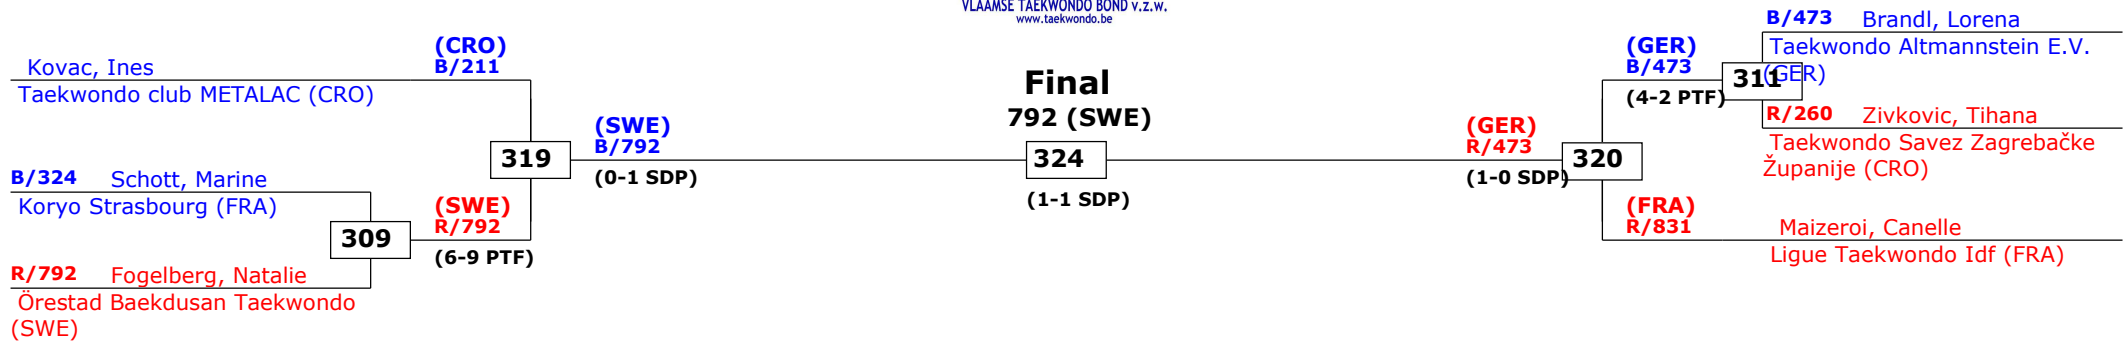 VLAAMSE TAEKWONDO BOND v.z.w.
www.taekwondo.be
Kovac, Ines
Taekwondo club METALAC (CRO)
(CRO)
B/211
B/324 Schott, Marine
Koryo Strasbourg (FRA)
309
R/792 Fogelberg, Natalie
Örestad Baekdusan Taekwondo
(SWE)
(SWE)
R/792
(6-9 PTF)
319
(SWE)
B/792
(0-1 SDP)
Final
792 (SWE)
324
(1-1 SDP)
(GER)
R/473
(1-0 SDP)
320
(GER)
B/473
(4-2 PTF)
311
B/473 Brandl, Lorena
Taekwondo Altmannstein E.V.
(GER)
R/260 Zivkovic, Tihana
Taekwondo Savez Zagrebačke
Županije (CRO)
(FRA)
R/831
Maizeroi, Canelle
Ligue Taekwondo Idf (FRA)